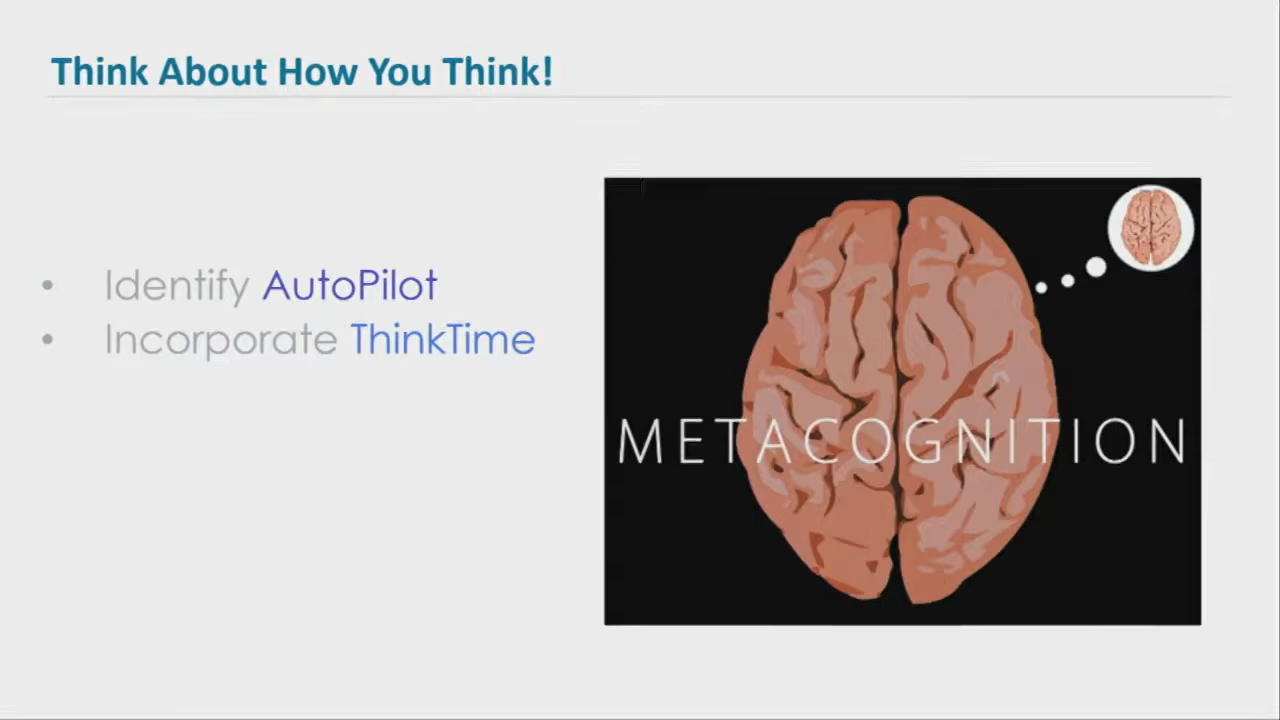 Think About How You Think!
• Identify AutoPilot
• Incorporate ThinkTime
METACOGNITION